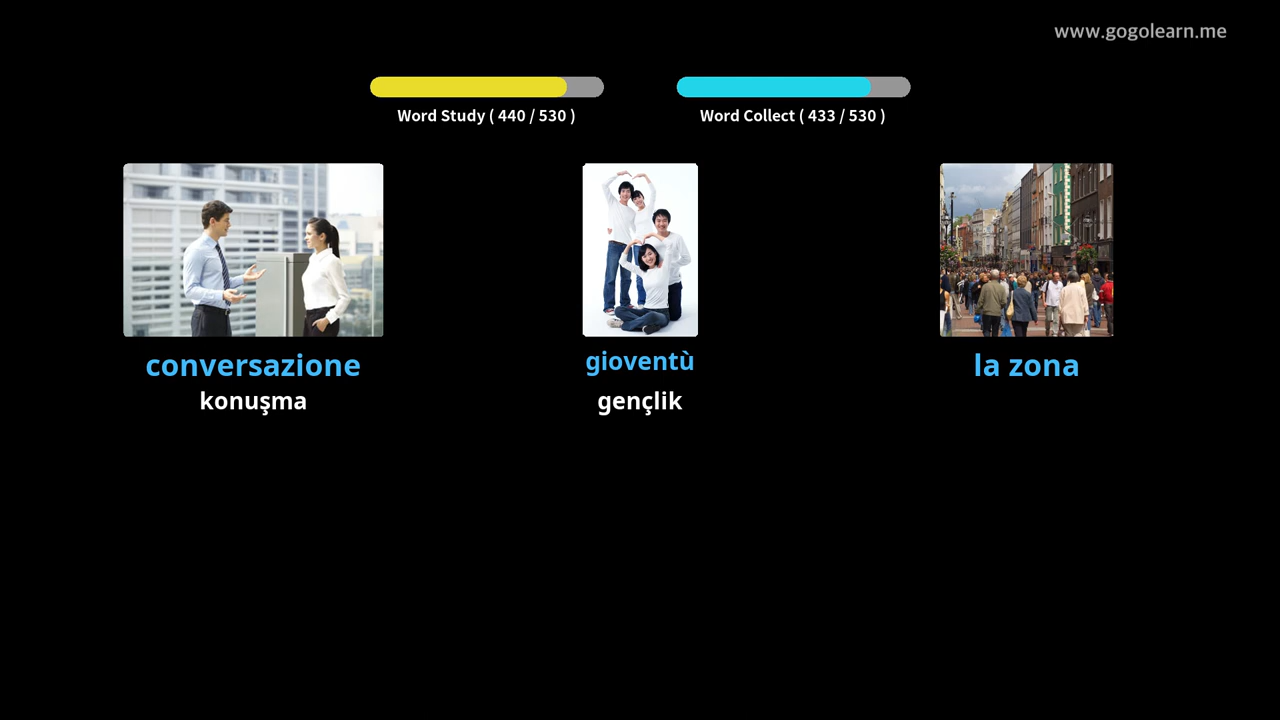 www.gogolearn.me
Word Study ( 440 / 530 )
Word Collect ( 433 / 530 )
conversazione
konuşma
gioventù
gençlik
la zona